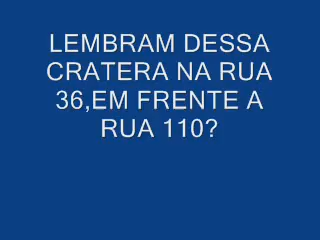 LEMBRAM DESSA
CRATERA NA RUA
36,EM FRENTE A
RUA 110?